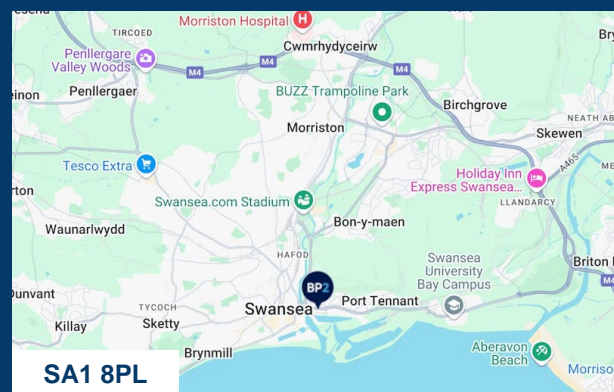 Morriston Hospital
H
TIRCOED
Cwmrhydyceirw
Penllergare
Valley Woods
M4
M4
M4
Penllergaer
BUZZ Trampoline Park
Birchgrove
Morriston
Skewen
NEATH AB
A465
Tesco Extra
Holiday Inn
Express Swansea...
LLANDARCY
Swansea.com Stadium
Waunarlwydd
Bon-y-maen
HAFOD
Swansea
University
Bay Campus
Briton
M4
BP2
Dunvant
TYCOCH
Swansea
Port Tennant
Killay
Sketty
Brynmill
Aberavon
Beach
SA1 8PL